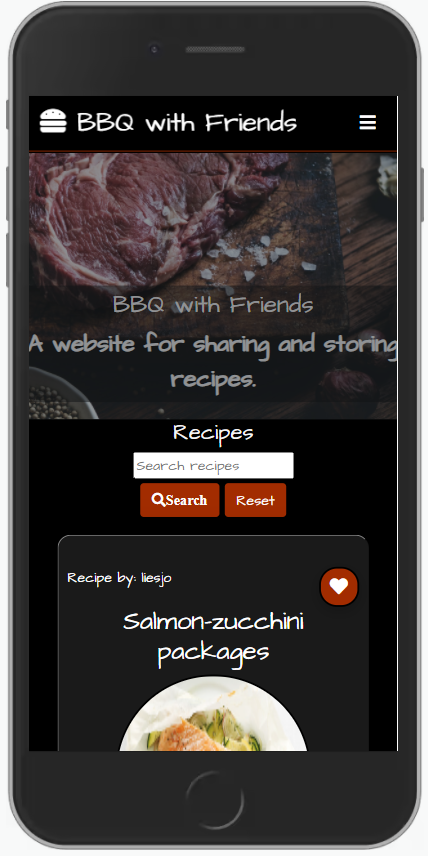 BBQ with Friends
BBQ with Friends
A website for sharing and storing
recipes.
Recipes
Search recipes
Search Reset
Recipe by: liesjo
Salmon-zucchini
packages